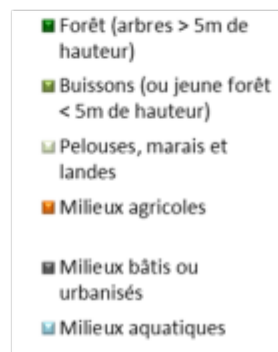 Forêt (arbres > 5m de
hauteur)
Buissons (ou jeune forêt
< 5m de hauteur)
Pelouses, marais et
landes
Milieux agricoles
Milieux bâtis ou
urbanisés
Milieux aquatiques